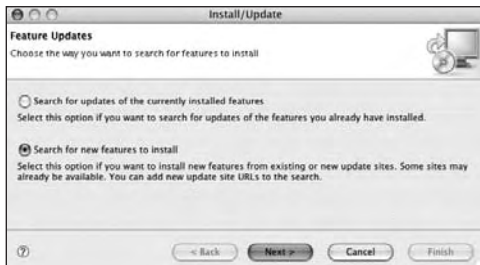 Install/Update
Feature Updates
Choose the way you want to search for features to install
Search for updates of the currently installed features
Select this option if you want to search for updates of the features you already have installed.
Search for new features to install
Select this option if you want to install new features from existing or new update sites. Some sites may
already be available. You can add new update site URLs to the search.
?
< Back
Next >
Cancel
Finish